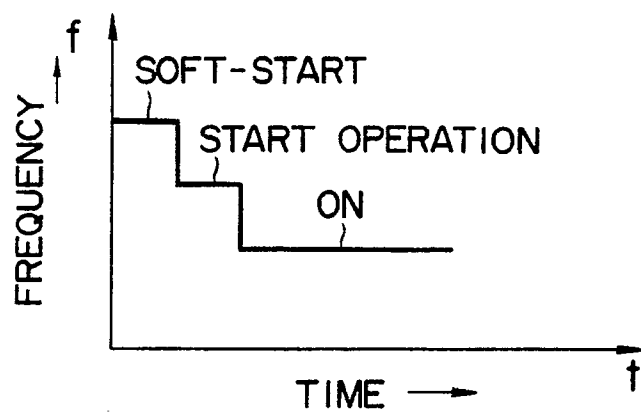 f
SOFT-START
START OPERATION
ON
FREQUENCY
t
TIME